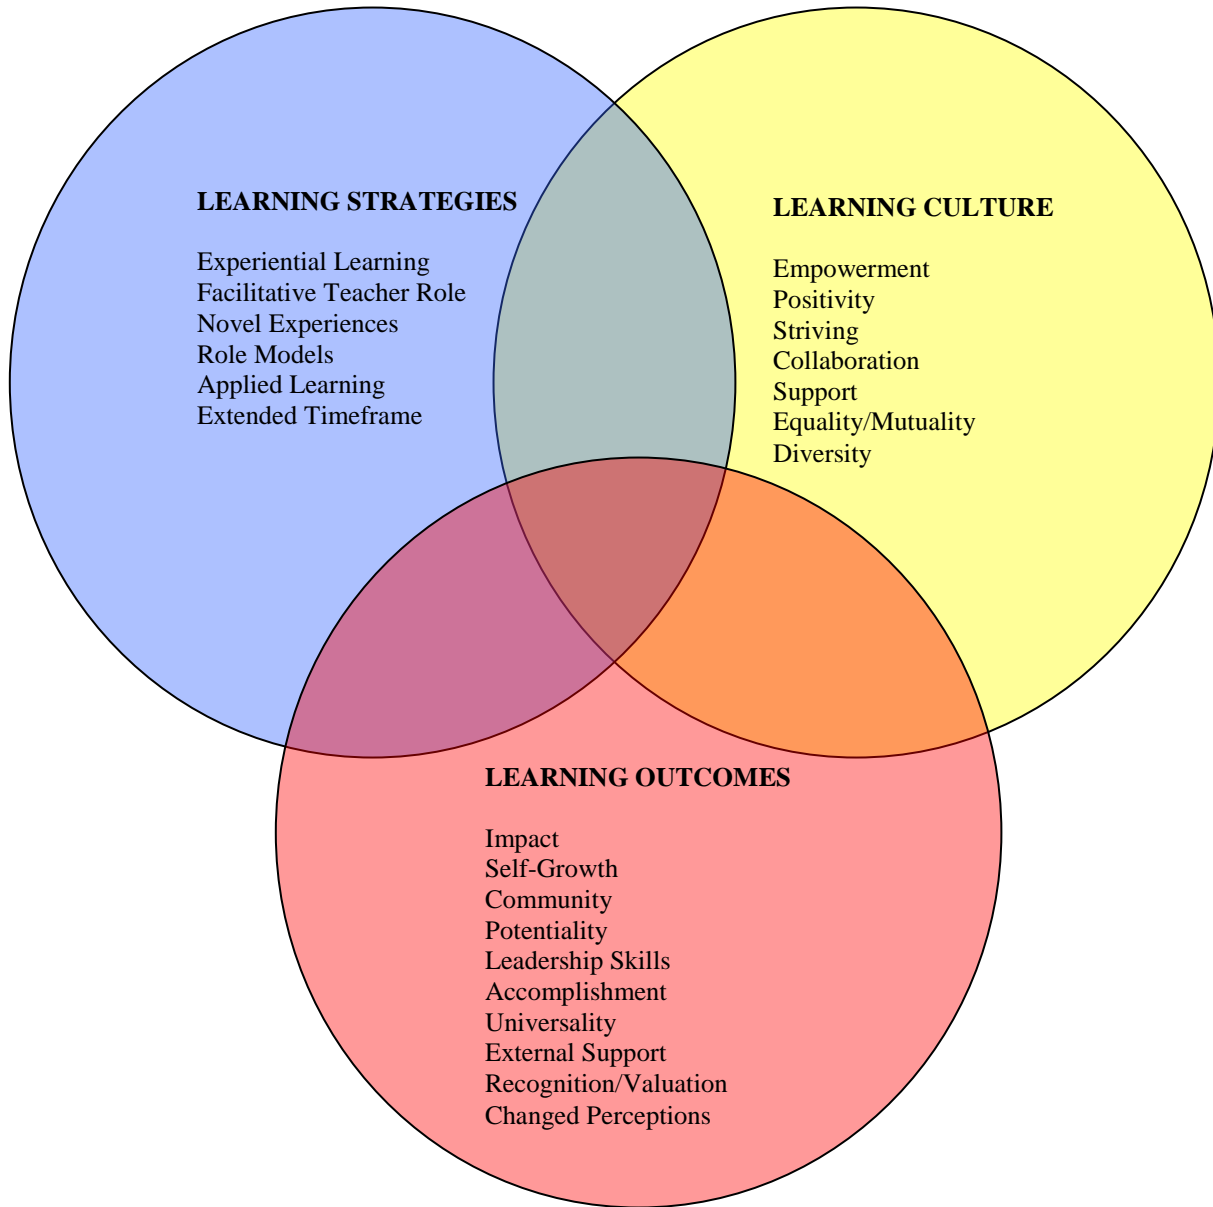 LEARNING STRATEGIES
Experiential Learning
Facilitative Teacher Role
Novel Experiences
Role Models
Applied Learning
Extended Timeframe
LEARNING CULTURE
Empowerment
Positivity
Striving
Collaboration
Support
Equality/Mutuality
Diversity
LEARNING OUTCOMES
Impact
Self-Growth
Community
Potentiality
Leadership Skills
Accomplishment
Universality
External Support
Recognition/Valuation
Changed Perceptions